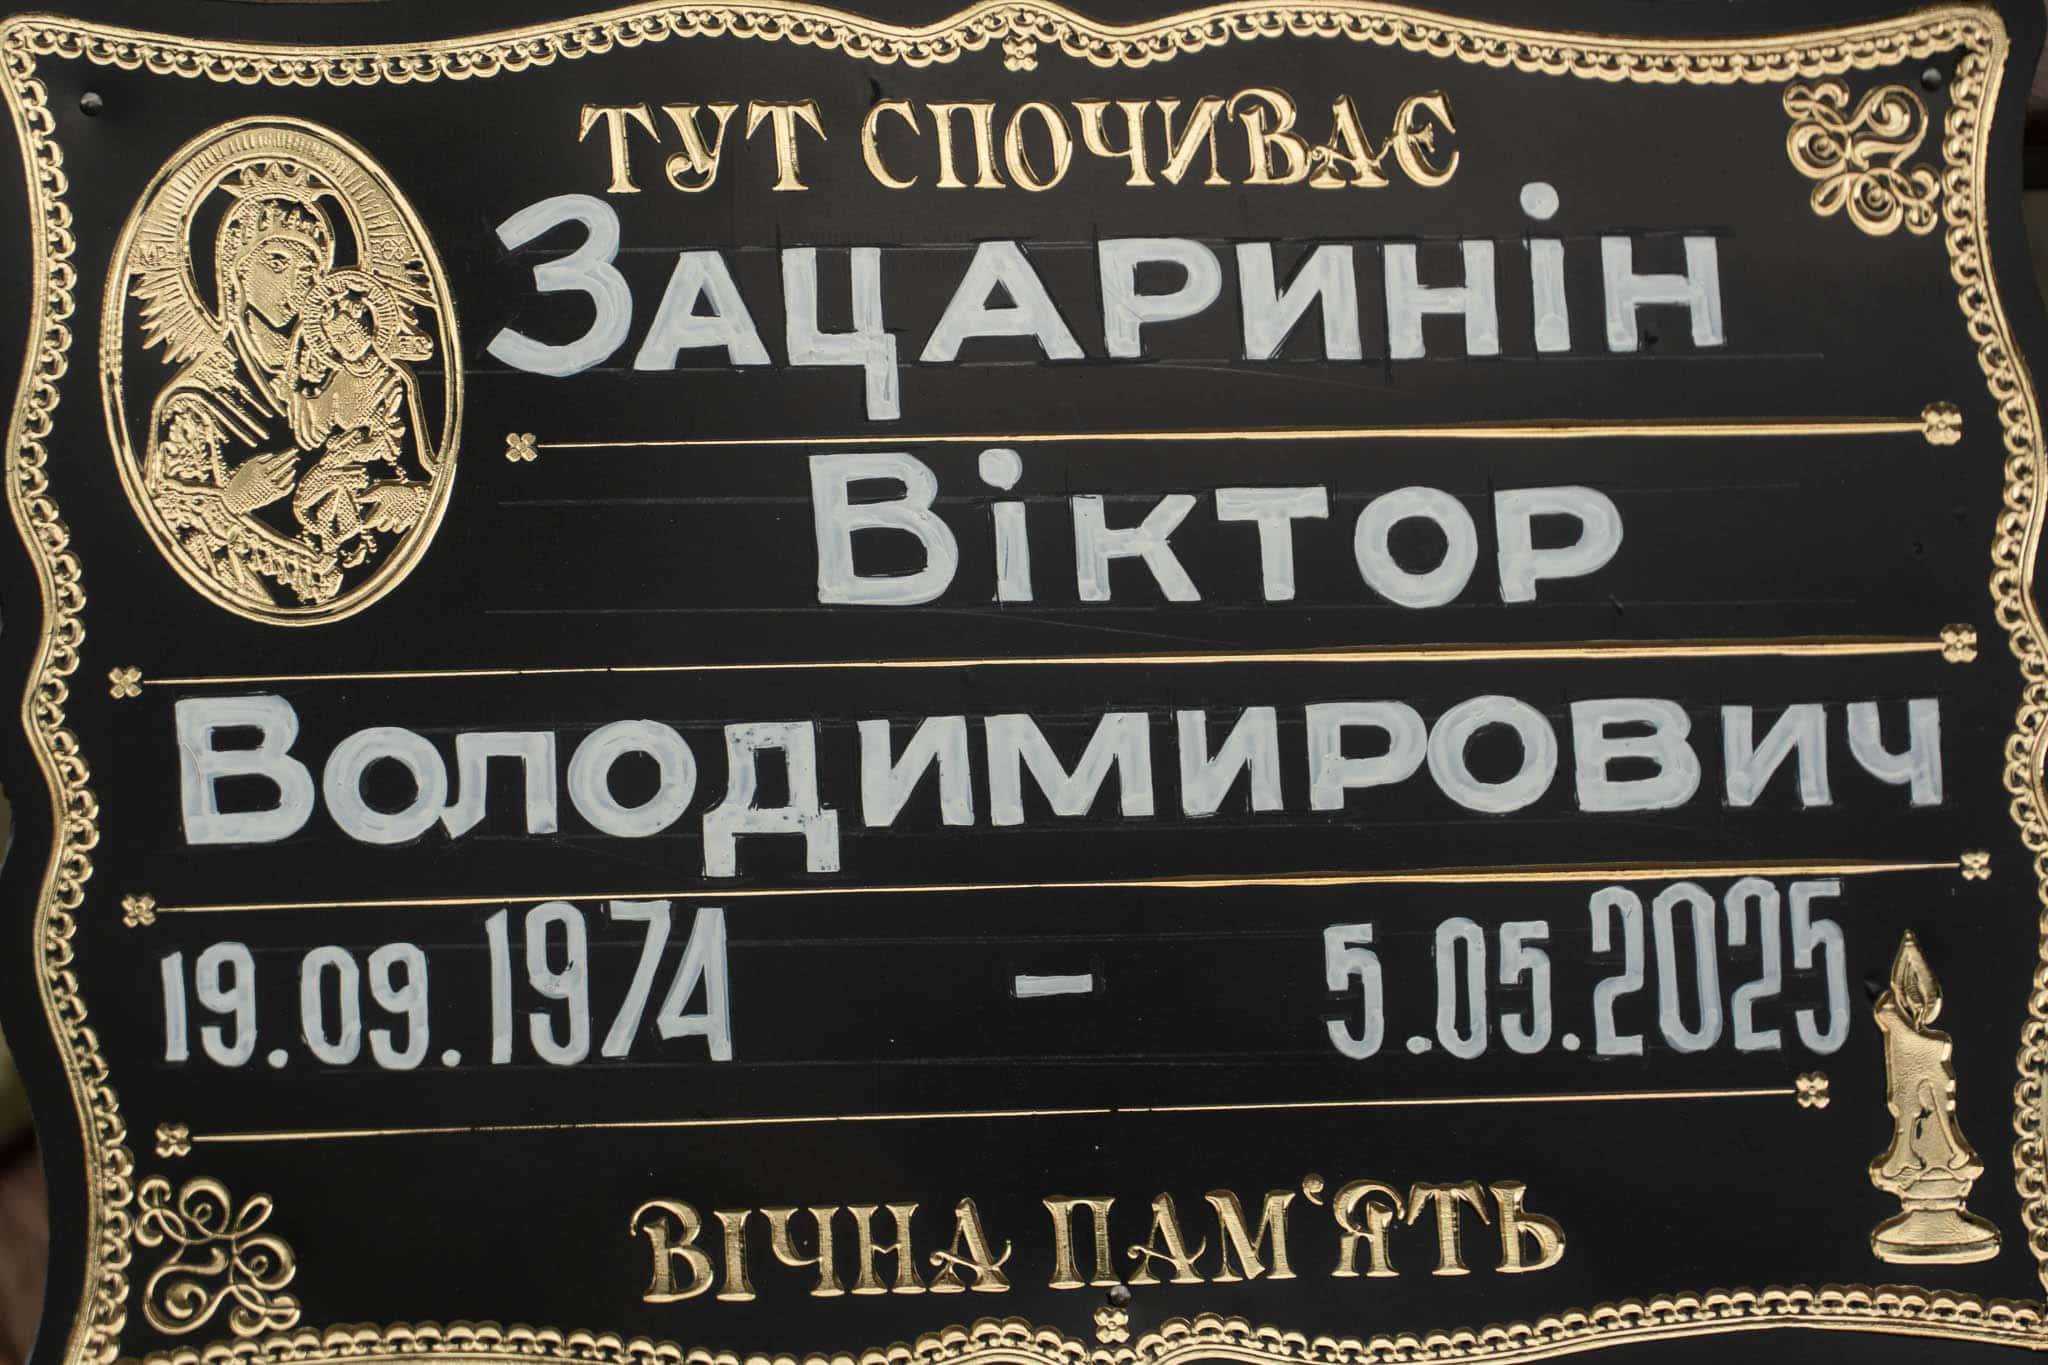 ТУТ СПОЧИВАЄ
Зацаринін
Віктор
Володимирович
19.09.1974 – 5.05.2025
ВІЧНА ПАМ'ЯТЬ